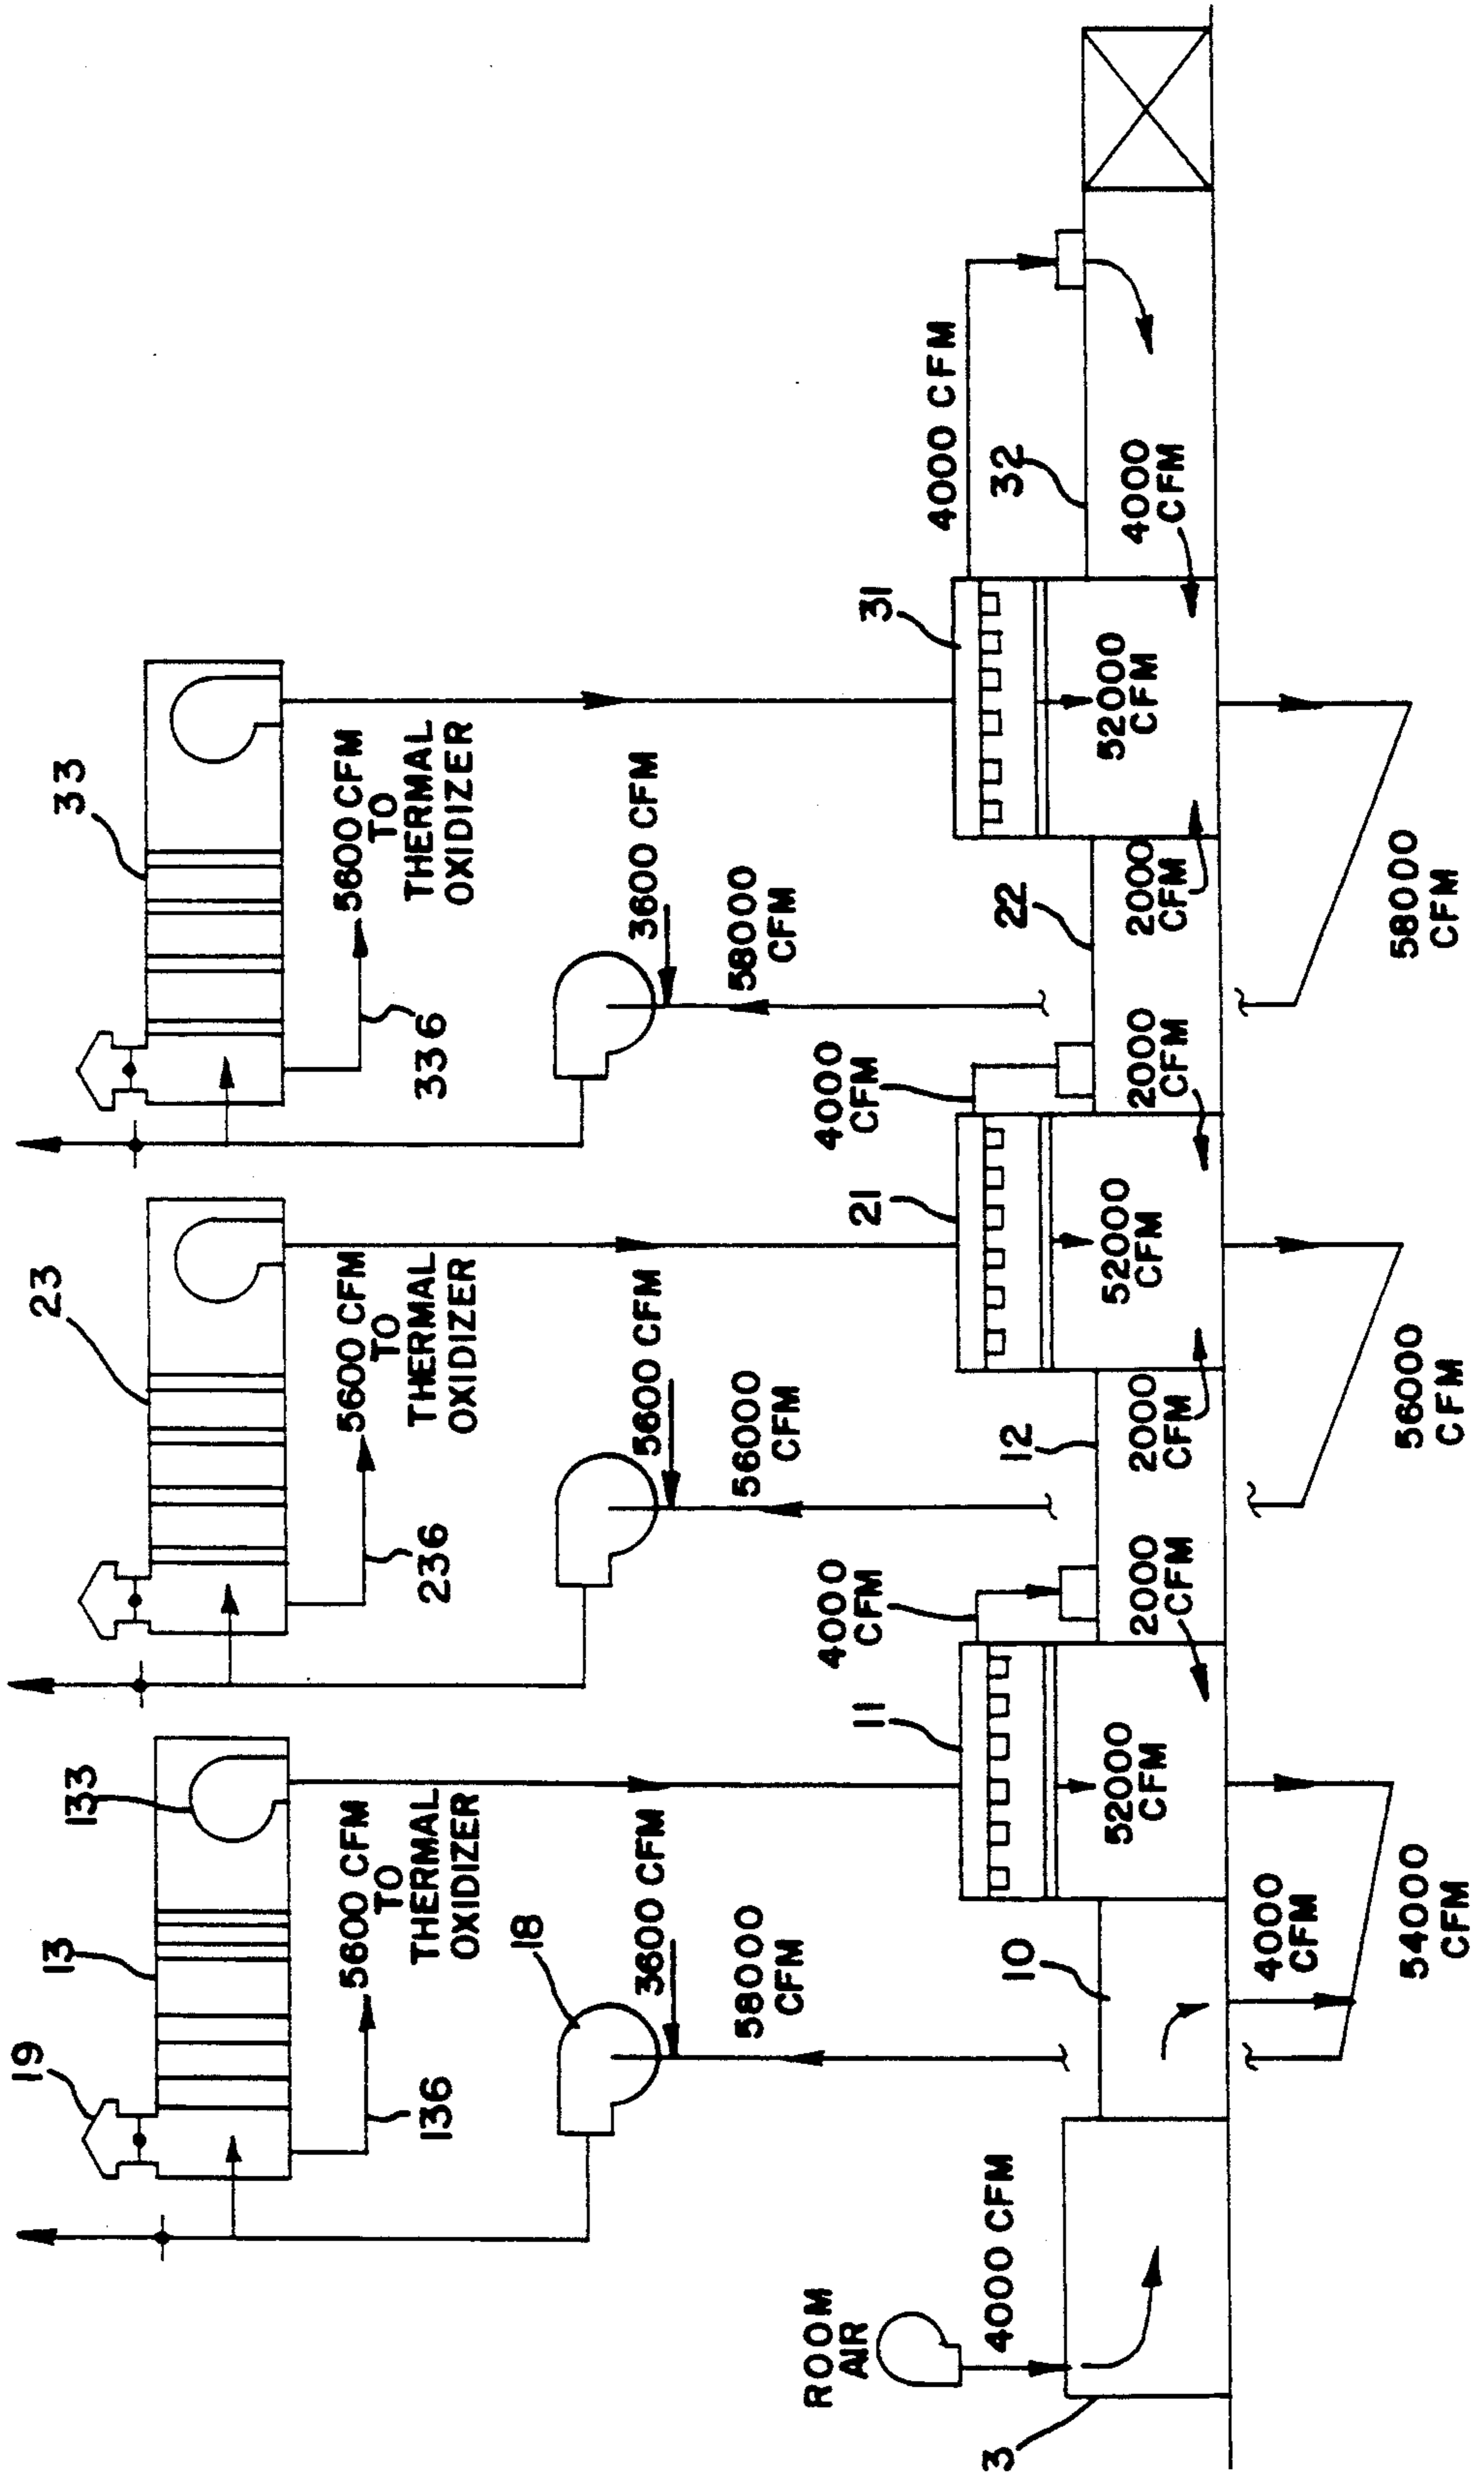 19
13
133
23
33
5600 CFM
TO
THERMAL
OXIDIZER
136
5600 CFM
TO
THERMAL
OXIDIZER
236
5600 CFM
TO
THERMAL
OXIDIZER
336
18
3600 CFM
58000
CFM
5600 CFM
56000
CFM
3600 CFM
58000
CFM
ROOM
AIR
4000 CFM
3
10
11
4000
CFM
12
21
4000
CFM
22
31
4000 CFM
32
52000
CFM
2000
CFM
2000
CFM
52000
CFM
2000
CFM
2000
CFM
52000
CFM
4000
CFM
4000
CFM
54000
CFM
56000
CFM
58000
CFM